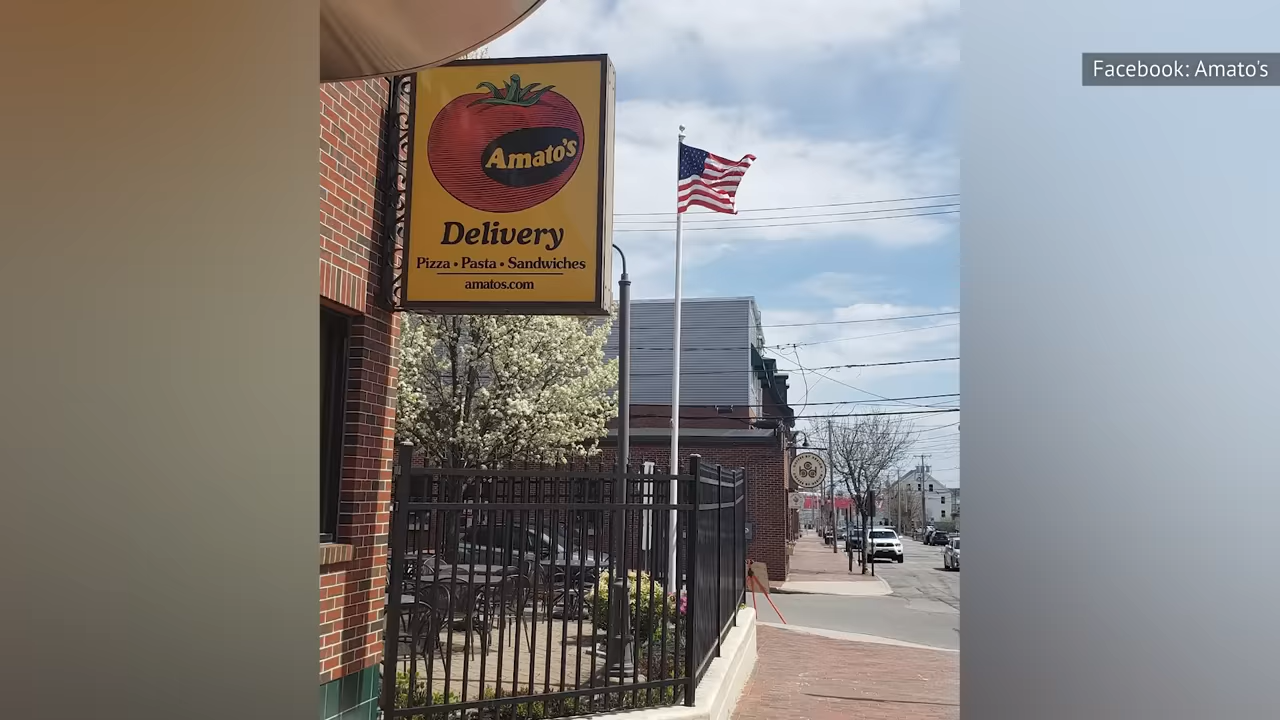 Facebook: Amato's
Amato's
Delivery
Pizza • Pasta • Sandwiches
amatos.com